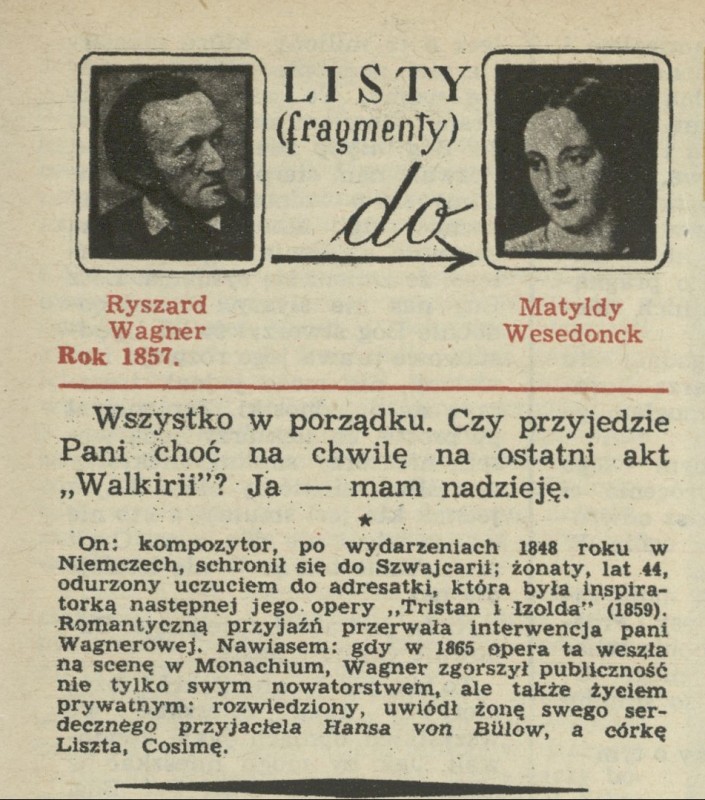 LISTY
(fragmenty)
do
Ryszard
Wagner
Rok 1857.
Matyldy
Wesedonck
Wszystko w porządku. Czy przyjedzie
Pani choć na chwilę na ostatni akt
„Walkirii”? Ja — mam nadzieję.
★
On: kompozytor, po wydarzeniach 1848 roku w
Niemczech, schronił się do Szwajcarii; żonaty, lat 44,
odurzony uczuciem do adresatki, która była inspira-
torką następnej jego opery „Tristan i Izolda” (1859).
Romantyczną przyjaźń przerwała interwencja pani
Wagnerowej. Nawiasem: gdy w 1865 opera ta weszła
na scenę w Monachium, Wagner zgorszył publiczność
nie tylko swym nowatorstwem, ale także życiem
prywatnym: rozwiedziony, uwiódł żonę swego ser-
decznego przyjaciela Hansa von Bülow, a córkę
Liszta, Cosimę.